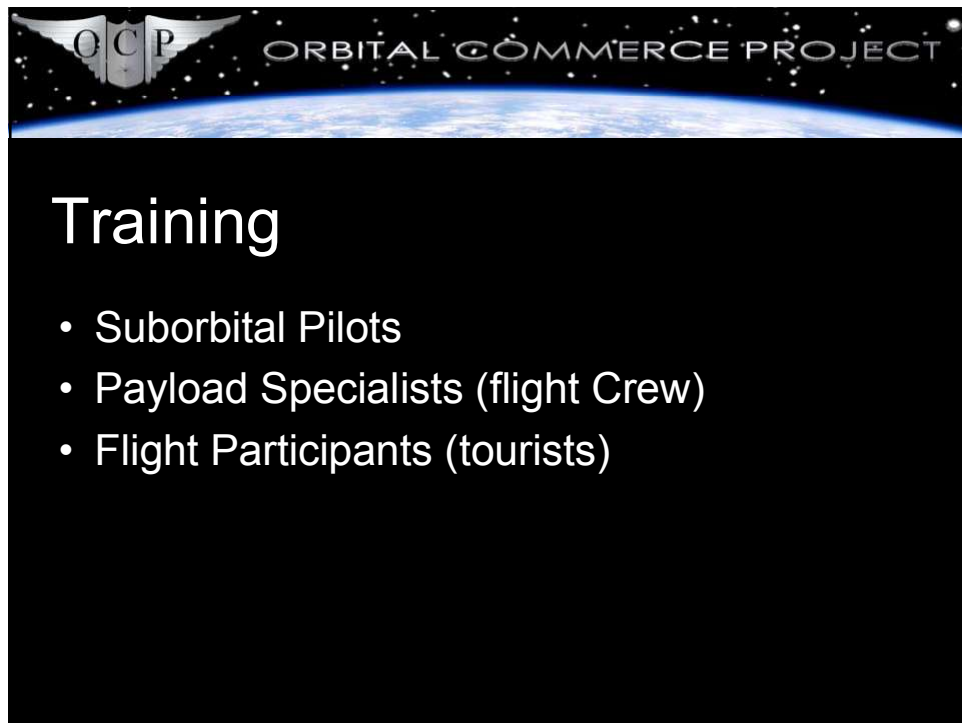 OCP
ORBITAL COMMERCE PROJECT
Training
• Suborbital Pilots
• Payload Specialists (flight Crew)
• Flight Participants (tourists)